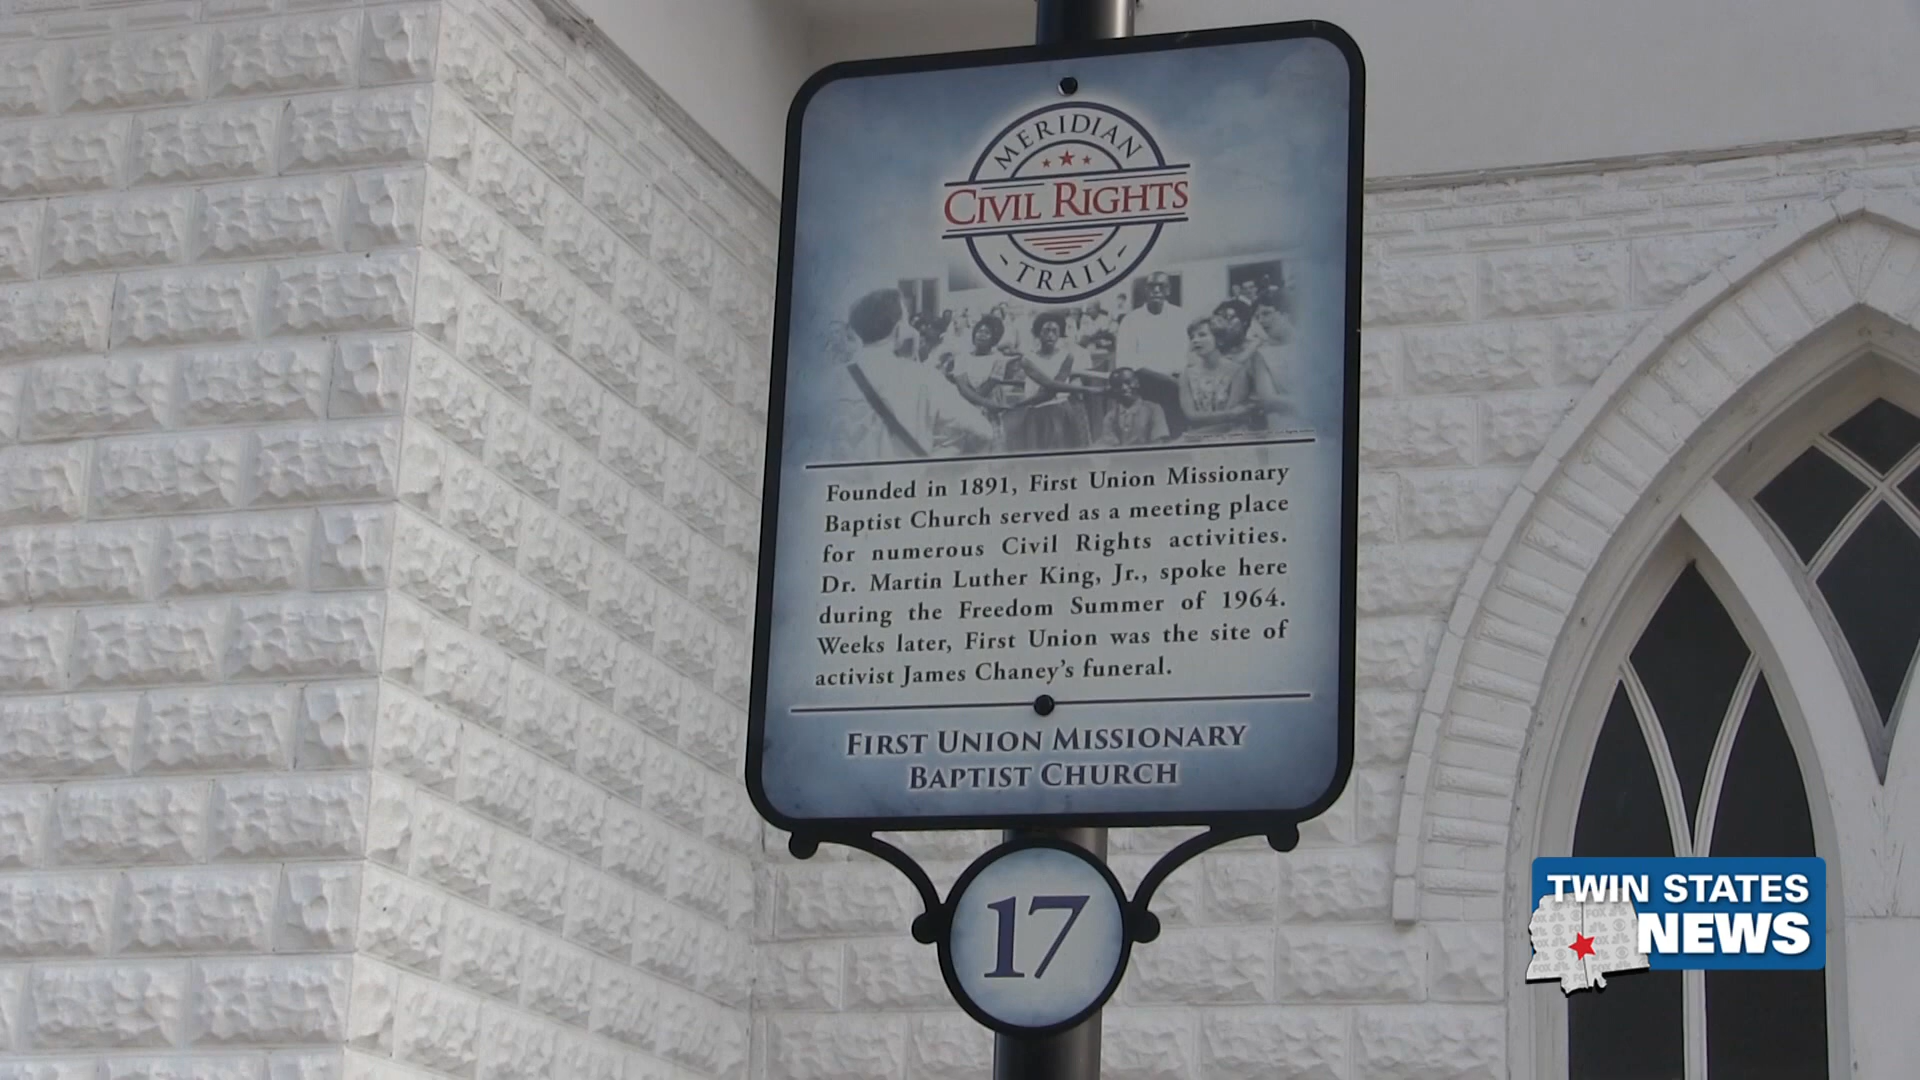 MERIDIAN
CIVIL RIGHTS
- TRAIL -
Founded in 1891, First Union Missionary
Baptist Church served as a meeting place
for numerous Civil Rights activities.
Dr. Martin Luther King, Jr., spoke here
during the Freedom Summer of 1964.
Weeks later, First Union was the site of
activist James Chaney's funeral.
FIRST UNION MISSIONARY
BAPTIST CHURCH
17
TWIN STATES
NEWS